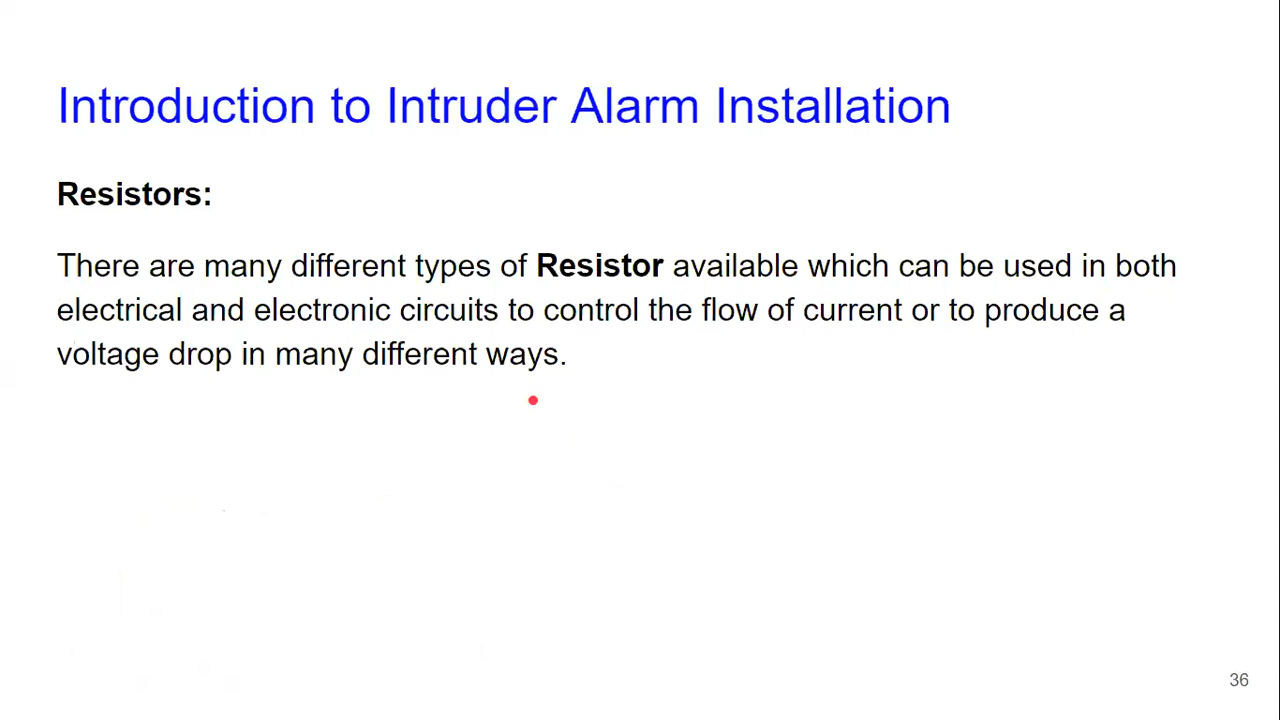 Introduction to Intruder Alarm Installation
Resistors:
There are many different types of Resistor available which can be used in both
electrical and electronic circuits to control the flow of current or to produce a
voltage drop in many different ways.
36